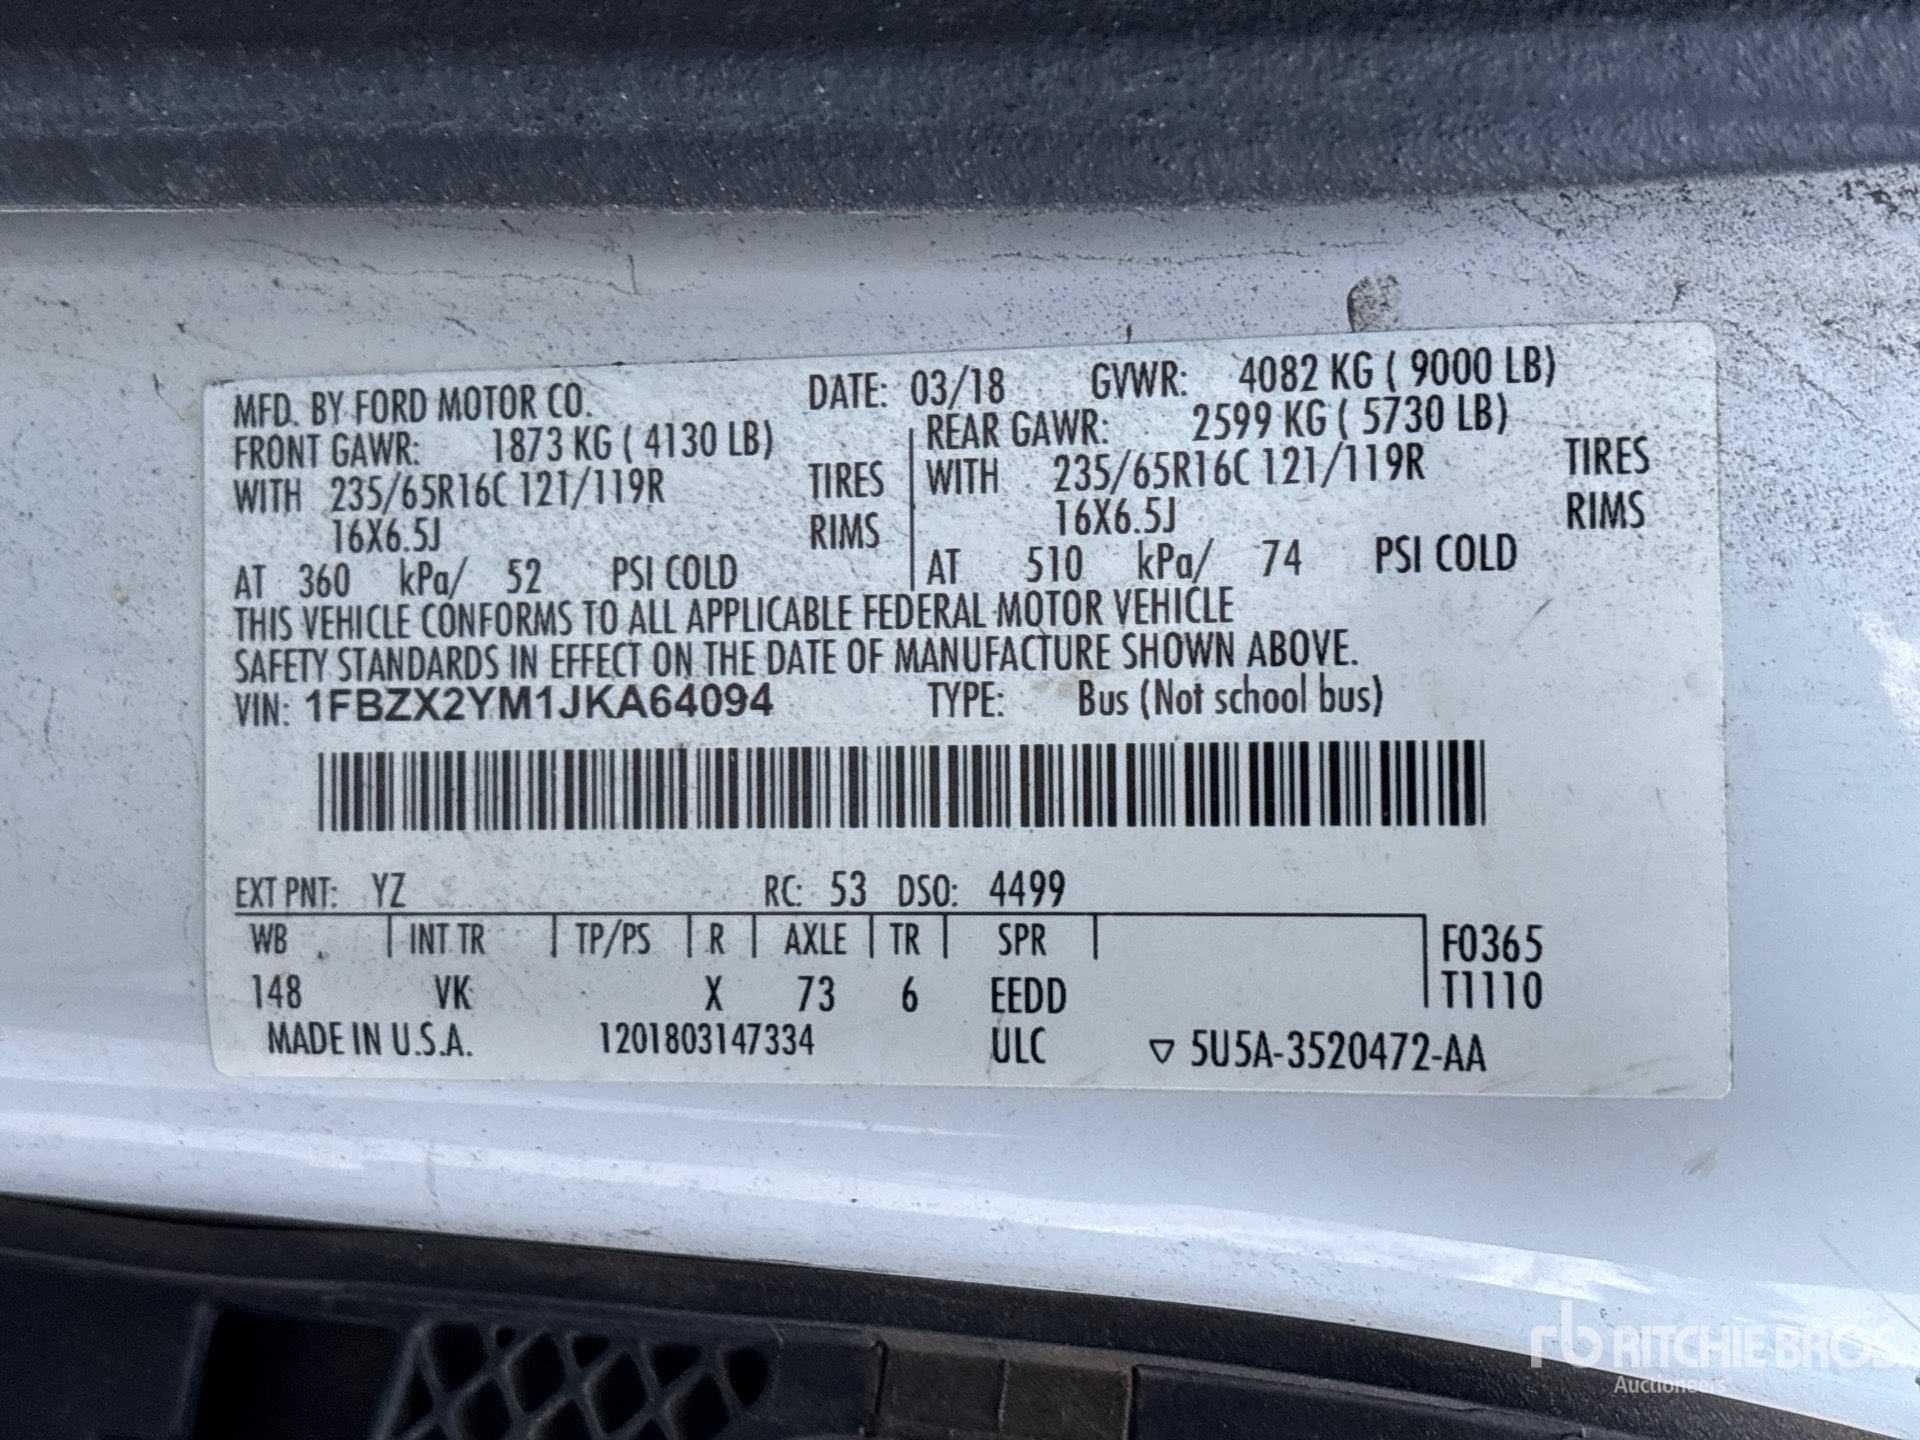 MFD. BY FORD MOTOR CO. DATE: 03/18 GVWR: 4082 KG ( 9000 LB)
FRONT GAWR: 1873 KG ( 4130 LB) REAR GAWR: 2599 KG ( 5730 LB)
WITH 235/65R16C 121/119R TIRES WITH 235/65R16C 121/119R TIRES
16X6.5J RIMS 16X6.5J RIMS
AT 360 kPa/ 52 PSI COLD AT 510 kPa/ 74 PSI COLD
THIS VEHICLE CONFORMS TO ALL APPLICABLE FEDERAL MOTOR VEHICLE
SAFETY STANDARDS IN EFFECT ON THE DATE OF MANUFACTURE SHOWN ABOVE.
VIN: 1FBZX2YM1JKA64094 TYPE: Bus (Not school bus)
EXT PNT: YZ RC: 53 DSO: 4499
WB INT TR TP/PS R AXLE TR SPR F0365
148 VK X 73 6 EEDD T1110
MADE IN U.S.A. 1201803147334 ULC ▽ 5U5A-3520472-AA
rb RITCHIE BROS.
Auctioneers